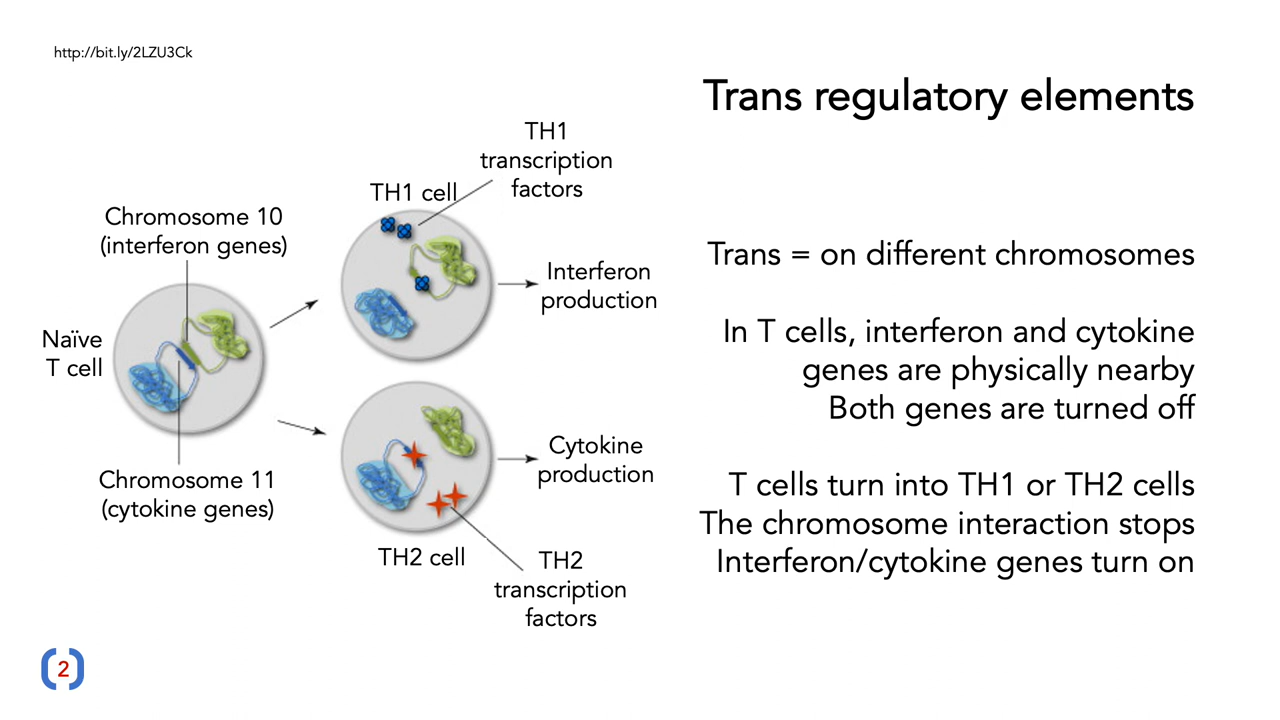 http://bit.ly/2LZU3Ck
Trans regulatory elements
TH1
transcription
factors
TH1 cell
Chromosome 10
(interferon genes)
Interferon
production
Naïve
T cell
Chromosome 11
(cytokine genes)
Cytokine
production
TH2 cell
TH2
transcription
factors
Trans = on different chromosomes
In T cells, interferon and cytokine
genes are physically nearby
Both genes are turned off
T cells turn into TH1 or TH2 cells
The chromosome interaction stops
Interferon/cytokine genes turn on
2